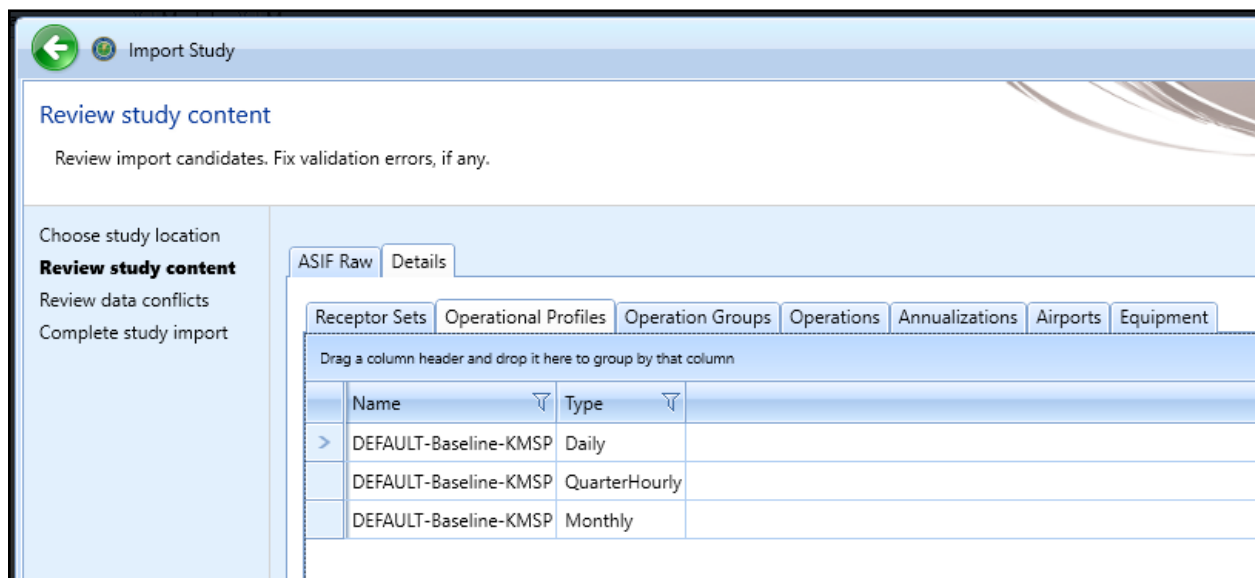 Import Study
Review study content
Review import candidates. Fix validation errors, if any.
Choose study location
Review study content
Review data conflicts
Complete study import
ASIF Raw Details
Receptor Sets Operational Profiles Operation Groups Operations Annualizations Airports Equipment
Drag a column header and drop it here to group by that column
Name Type
DEFAULT-Baseline-KMSP Daily
DEFAULT-Baseline-KMSP QuarterHourly
DEFAULT-Baseline-KMSP Monthly